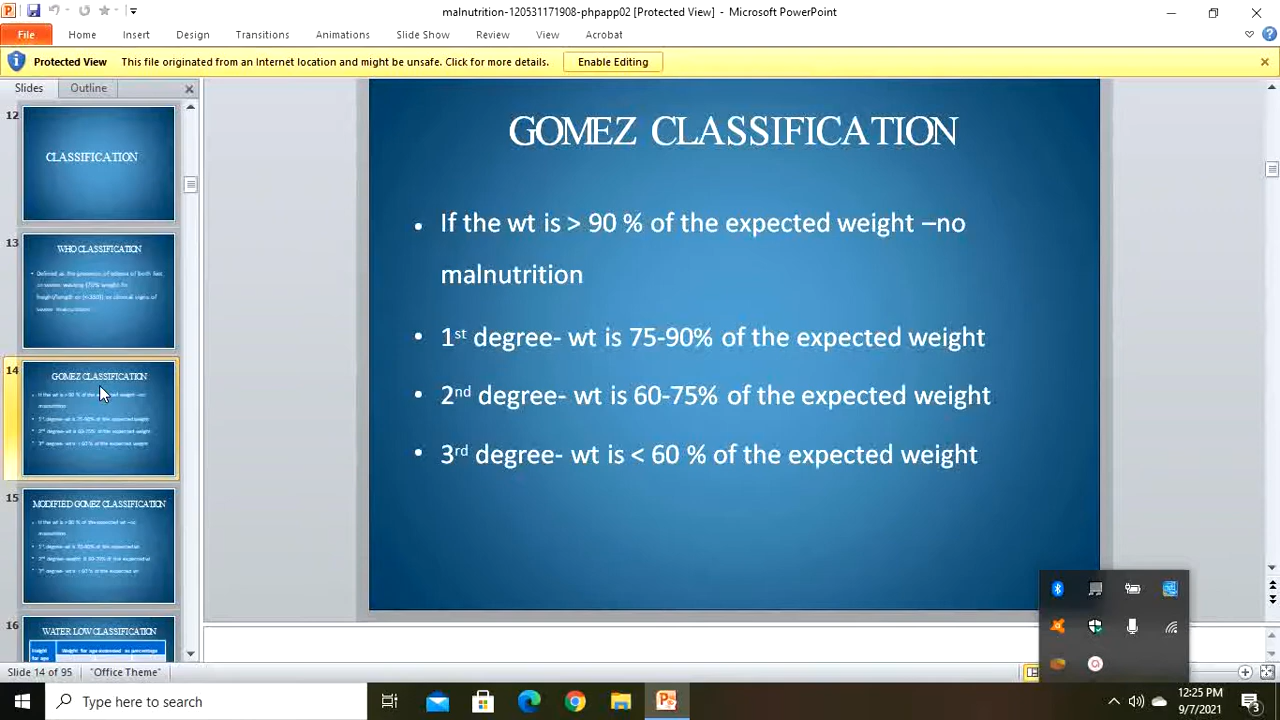 malnutrition-120531171908-phpapp02 [Protected View] - Microsoft PowerPoint
File Home Insert Design Transitions Animations Slide Show Review View Acrobat
Protected View This file originated from an Internet location and might be unsafe. Click for more details. Enable Editing
Slides Outline
12
CLASSIFICATION
13
WHO CLASSIFICATION
14
GOMEZ CLASSIFICATION
15
MODIFIED GOMEZ CLASSIFICATION
16
WATER LOW CLASSIFICATION
GOMEZ CLASSIFICATION
• If the wt is > 90 % of the expected weight –no
malnutrition
• 1st degree- wt is 75-90% of the expected weight
• 2nd degree- wt is 60-75% of the expected weight
• 3rd degree- wt is < 60 % of the expected weight
Slide 14 of 95 "Office Theme"
Type here to search
12:25 PM
9/7/2021
3